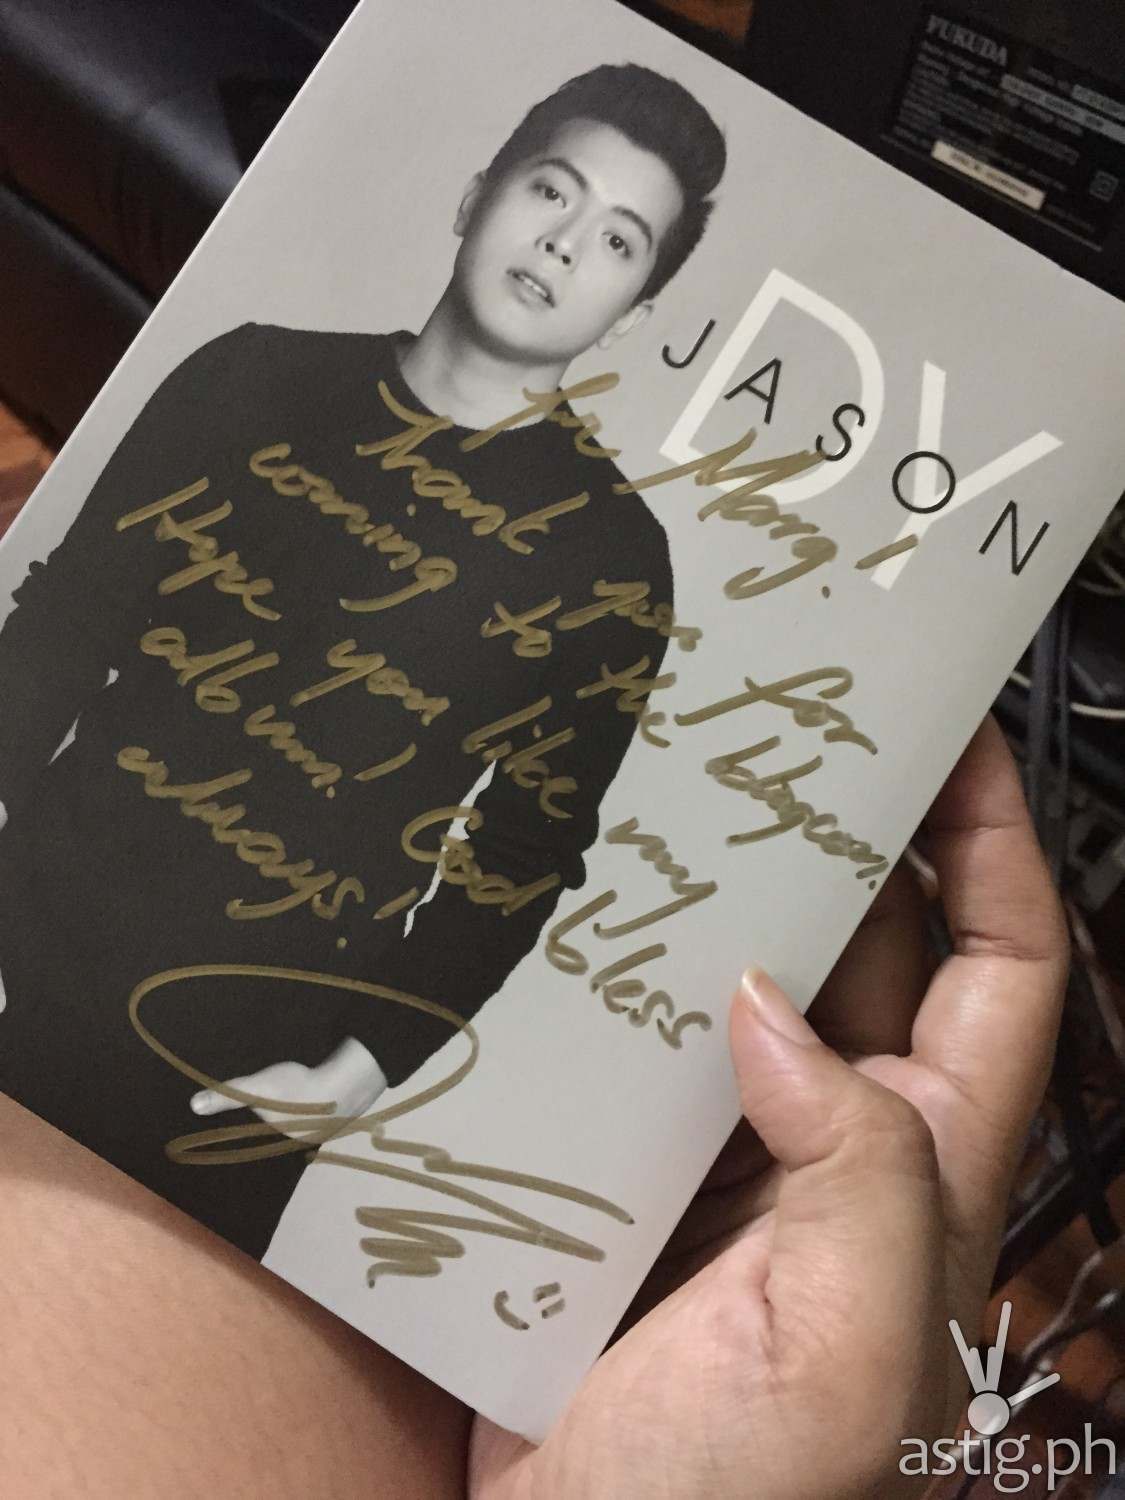 FUKUDA
JASON
DY
for Marg!
Thank you for
coming to the blogcon.
Hope you like my
album! God bless
always!
astig.ph